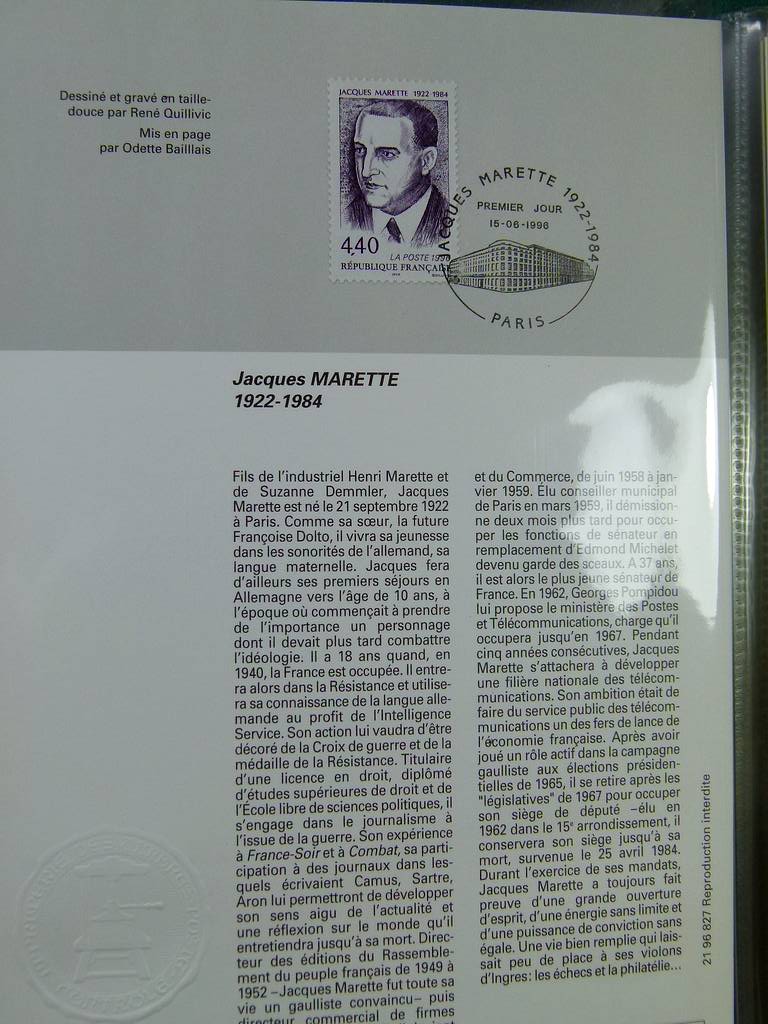 Dessiné et gravé en taille-
douce par René Quillivic
Mis en page
par Odette Bailllais
JACQUES MARETTE 1922 1984
4,40
LA POSTE 1996
RÉPUBLIQUE FRANÇAISE
JACQUES MARETTE 1922-1984
PREMIER JOUR
15-06-1996
PARIS
Jacques MARETTE
1922-1984
Fils de l'industriel Henri Marette et
de Suzanne Demmler, Jacques
Marette est né le 21 septembre 1922
à Paris. Comme sa sœur, la future
Françoise Dolto, il vivra sa jeunesse
dans les sonorités de l'allemand, sa
langue maternelle. Jacques fera
d'ailleurs ses premiers séjours en
Allemagne vers l'âge de 10 ans, à
l'époque où commençait à prendre
de l'importance un personnage
dont il devait plus tard combattre
l'idéologie. Il a 18 ans quand, en
1940, la France est occupée. Il entre-
ra alors dans la Résistance et utilise-
ra sa connaissance de la langue alle-
mande au profit de l'Intelligence
Service. Son action lui vaudra d'être
décoré de la Croix de guerre et de la
médaille de la Résistance. Titulaire
d'une licence en droit, diplômé
d'études supérieures de droit et de
l'École libre de sciences politiques, il
s'engage dans le journalisme à
l'issue de la guerre. Son expérience
à France-Soir et à Combat, sa parti-
cipation à des journaux dans les-
quels écrivaient Camus, Sartre,
Aron lui permettront de développer
son sens aigu de l'actualité et
une réflexion sur le monde qu'il
entretiendra jusqu'à sa mort. Direc-
teur des éditions du Rassemble-
ment du peuple français de 1949 à
1952 –Jacques Marette fut toute sa
vie un gaulliste convaincu– puis
directeur commercial de firmes
et du Commerce, de juin 1958 à jan-
vier 1959. Élu conseiller municipal
de Paris en mars 1959, il démission-
ne deux mois plus tard pour occu-
per les fonctions de sénateur en
remplacement d'Edmond Michelet
devenu garde des sceaux. A 37 ans,
il est alors le plus jeune sénateur de
France. En 1962, Georges Pompidou
lui propose le ministère des Postes
et Télécommunications, charge qu'il
occupera jusqu'en 1967. Pendant
cinq années consécutives, Jacques
Marette s'attachera à développer
une filière nationale des télécom-
munications. Son ambition était de
faire du service public des télécom-
munications un des fers de lance de
l'économie française. Après avoir
joué un rôle actif dans la campagne
gaulliste aux élections présiden-
tielles de 1965, il se retire après les
"législatives" de 1967 pour occuper
son siège de député –élu en
1962 dans le 15e arrondissement, il
conservera son siège jusqu'à sa
mort, survenue le 25 avril 1984.
Durant l'exercice de ses mandats,
Jacques Marette a toujours fait
preuve d'une grande ouverture
d'esprit, d'une énergie sans limite et
d'une puissance de conviction sans
égale. Une vie bien remplie qui lais-
sait peu de place à ses violons
d'Ingres: les échecs et la philatélie...
21 96 827 Reproduction interdite